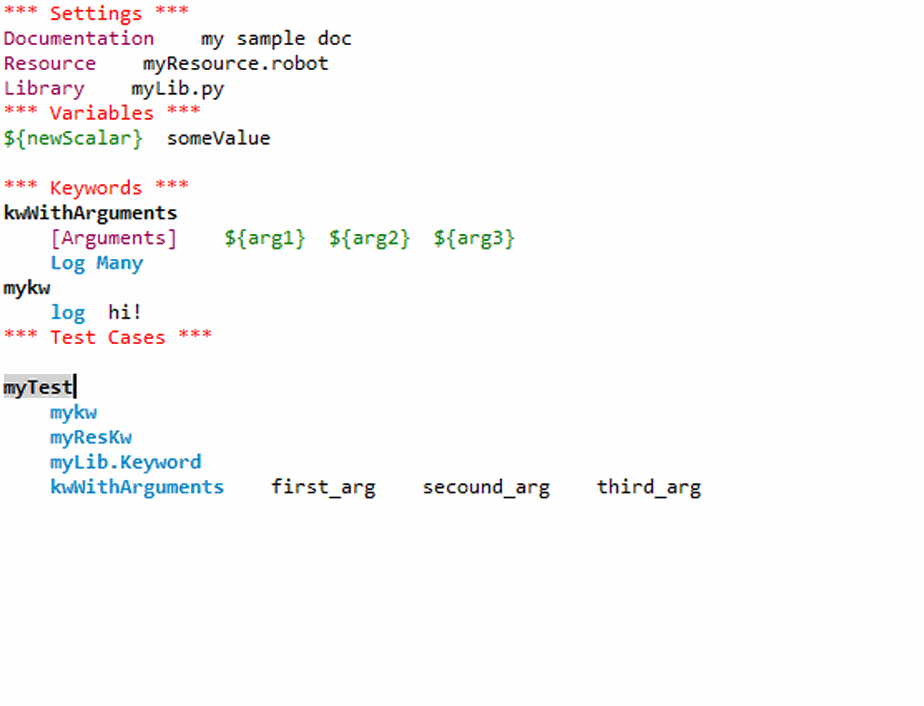 *** Settings ***
Documentation    my sample doc
Resource    myResource.robot
Library    myLib.py
*** Variables ***
${newScalar}  someValue
*** Keywords ***
kwWithArguments
    [Arguments]    ${arg1}  ${arg2}  ${arg3}
    Log Many
mykw
    log  hi!
*** Test Cases ***
myTest
    mykw
    myResKw
    myLib.Keyword
    kwWithArguments    first_arg    secound_arg    third_arg